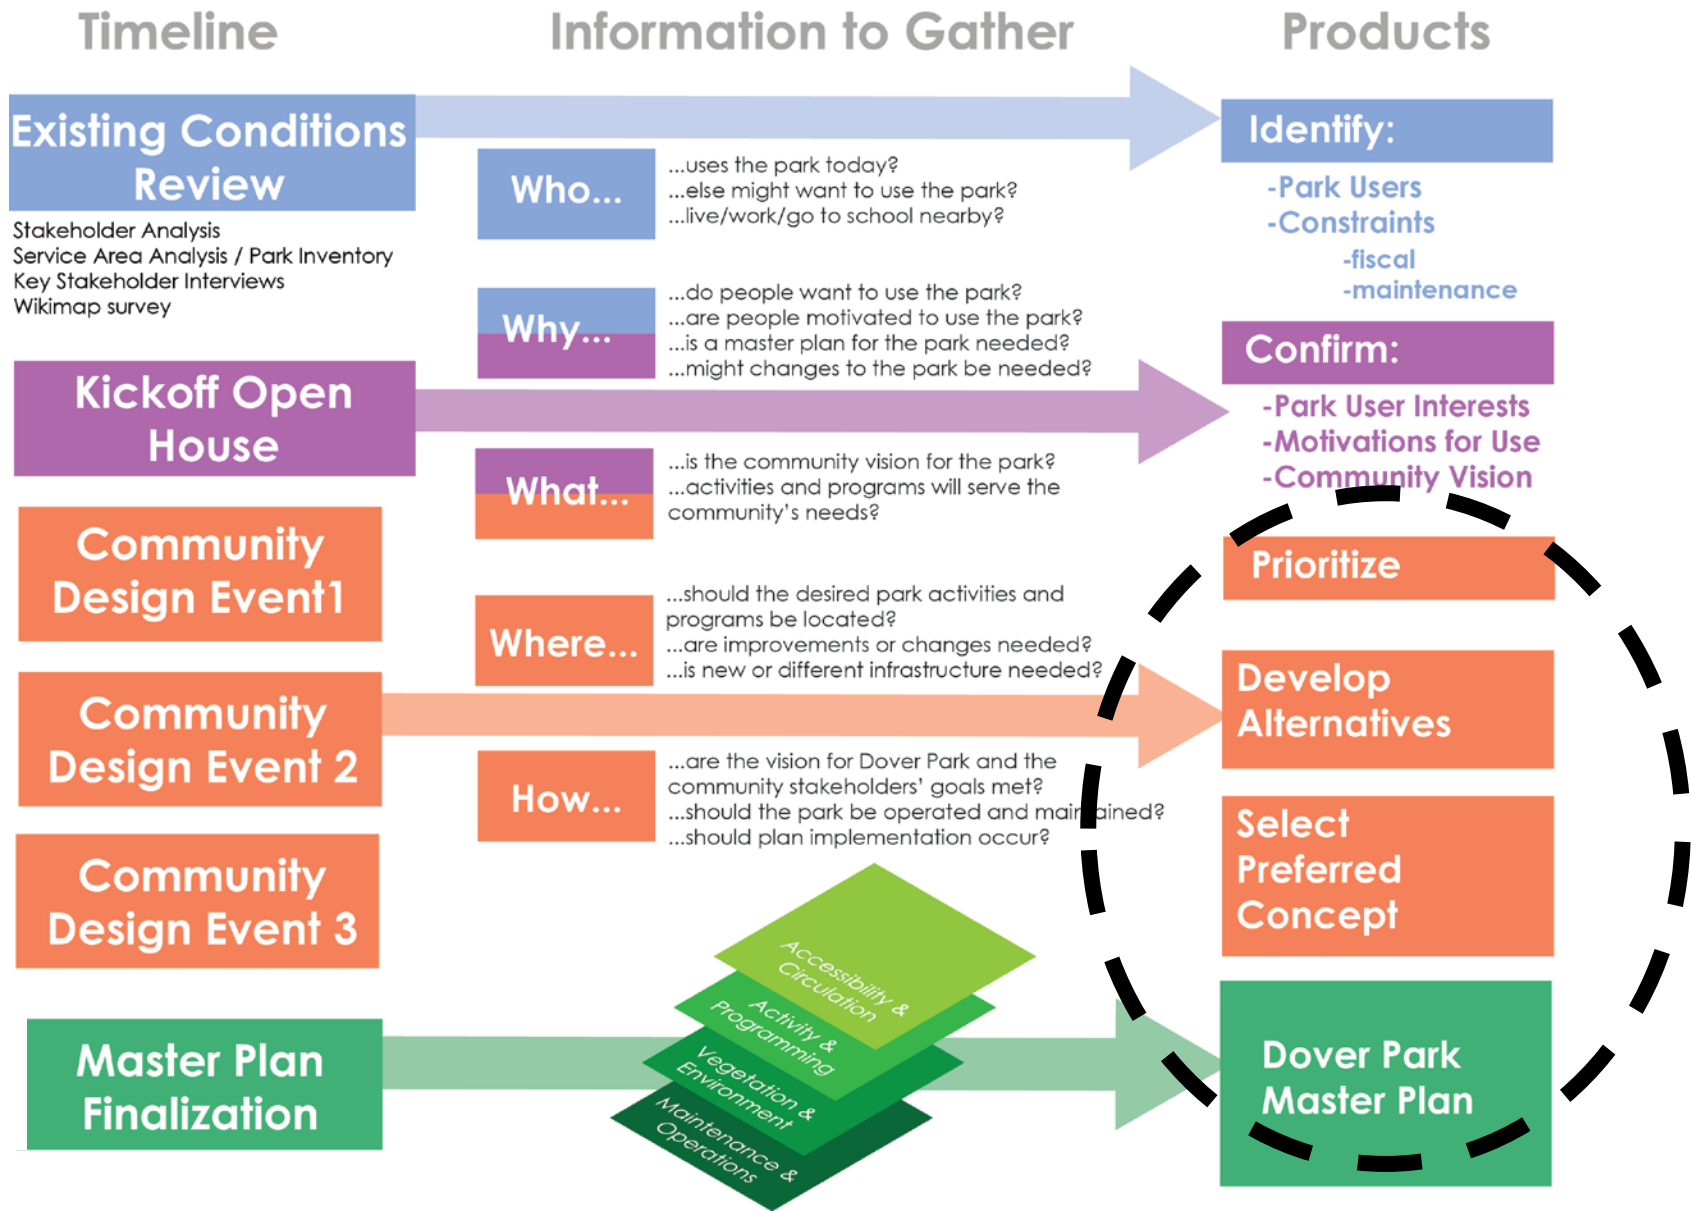 Timeline
Information to Gather
Products
Existing Conditions
Review
Stakeholder Analysis
Service Area Analysis / Park Inventory
Key Stakeholder Interviews
Wikimap survey
Kickoff Open
House
Community
Design Event1
Community
Design Event 2
Community
Design Event 3
Master Plan
Finalization
Who...
...uses the park today?
...else might want to use the park?
...live/work/go to school nearby?
Why...
...do people want to use the park?
...are people motivated to use the park?
...is a master plan for the park needed?
...might changes to the park be needed?
What...
...is the community vision for the park?
...activities and programs will serve the
community’s needs?
Where...
...should the desired park activities and
programs be located?
...are improvements or changes needed?
...is new or different infrastructure needed?
How...
...are the vision for Dover Park and the
community stakeholders’ goals met?
...should the park be operated and maintained?
...should plan implementation occur?
Accessibility &
Circulation
Activity &
Programming
Vegetation &
Environment
Maintenance &
Operations
Identify:
-Park Users
-Constraints
-fiscal
-maintenance
Confirm:
-Park User Interests
-Motivations for Use
-Community Vision
Prioritize
Develop
Alternatives
Select
Preferred
Concept
Dover Park
Master Plan